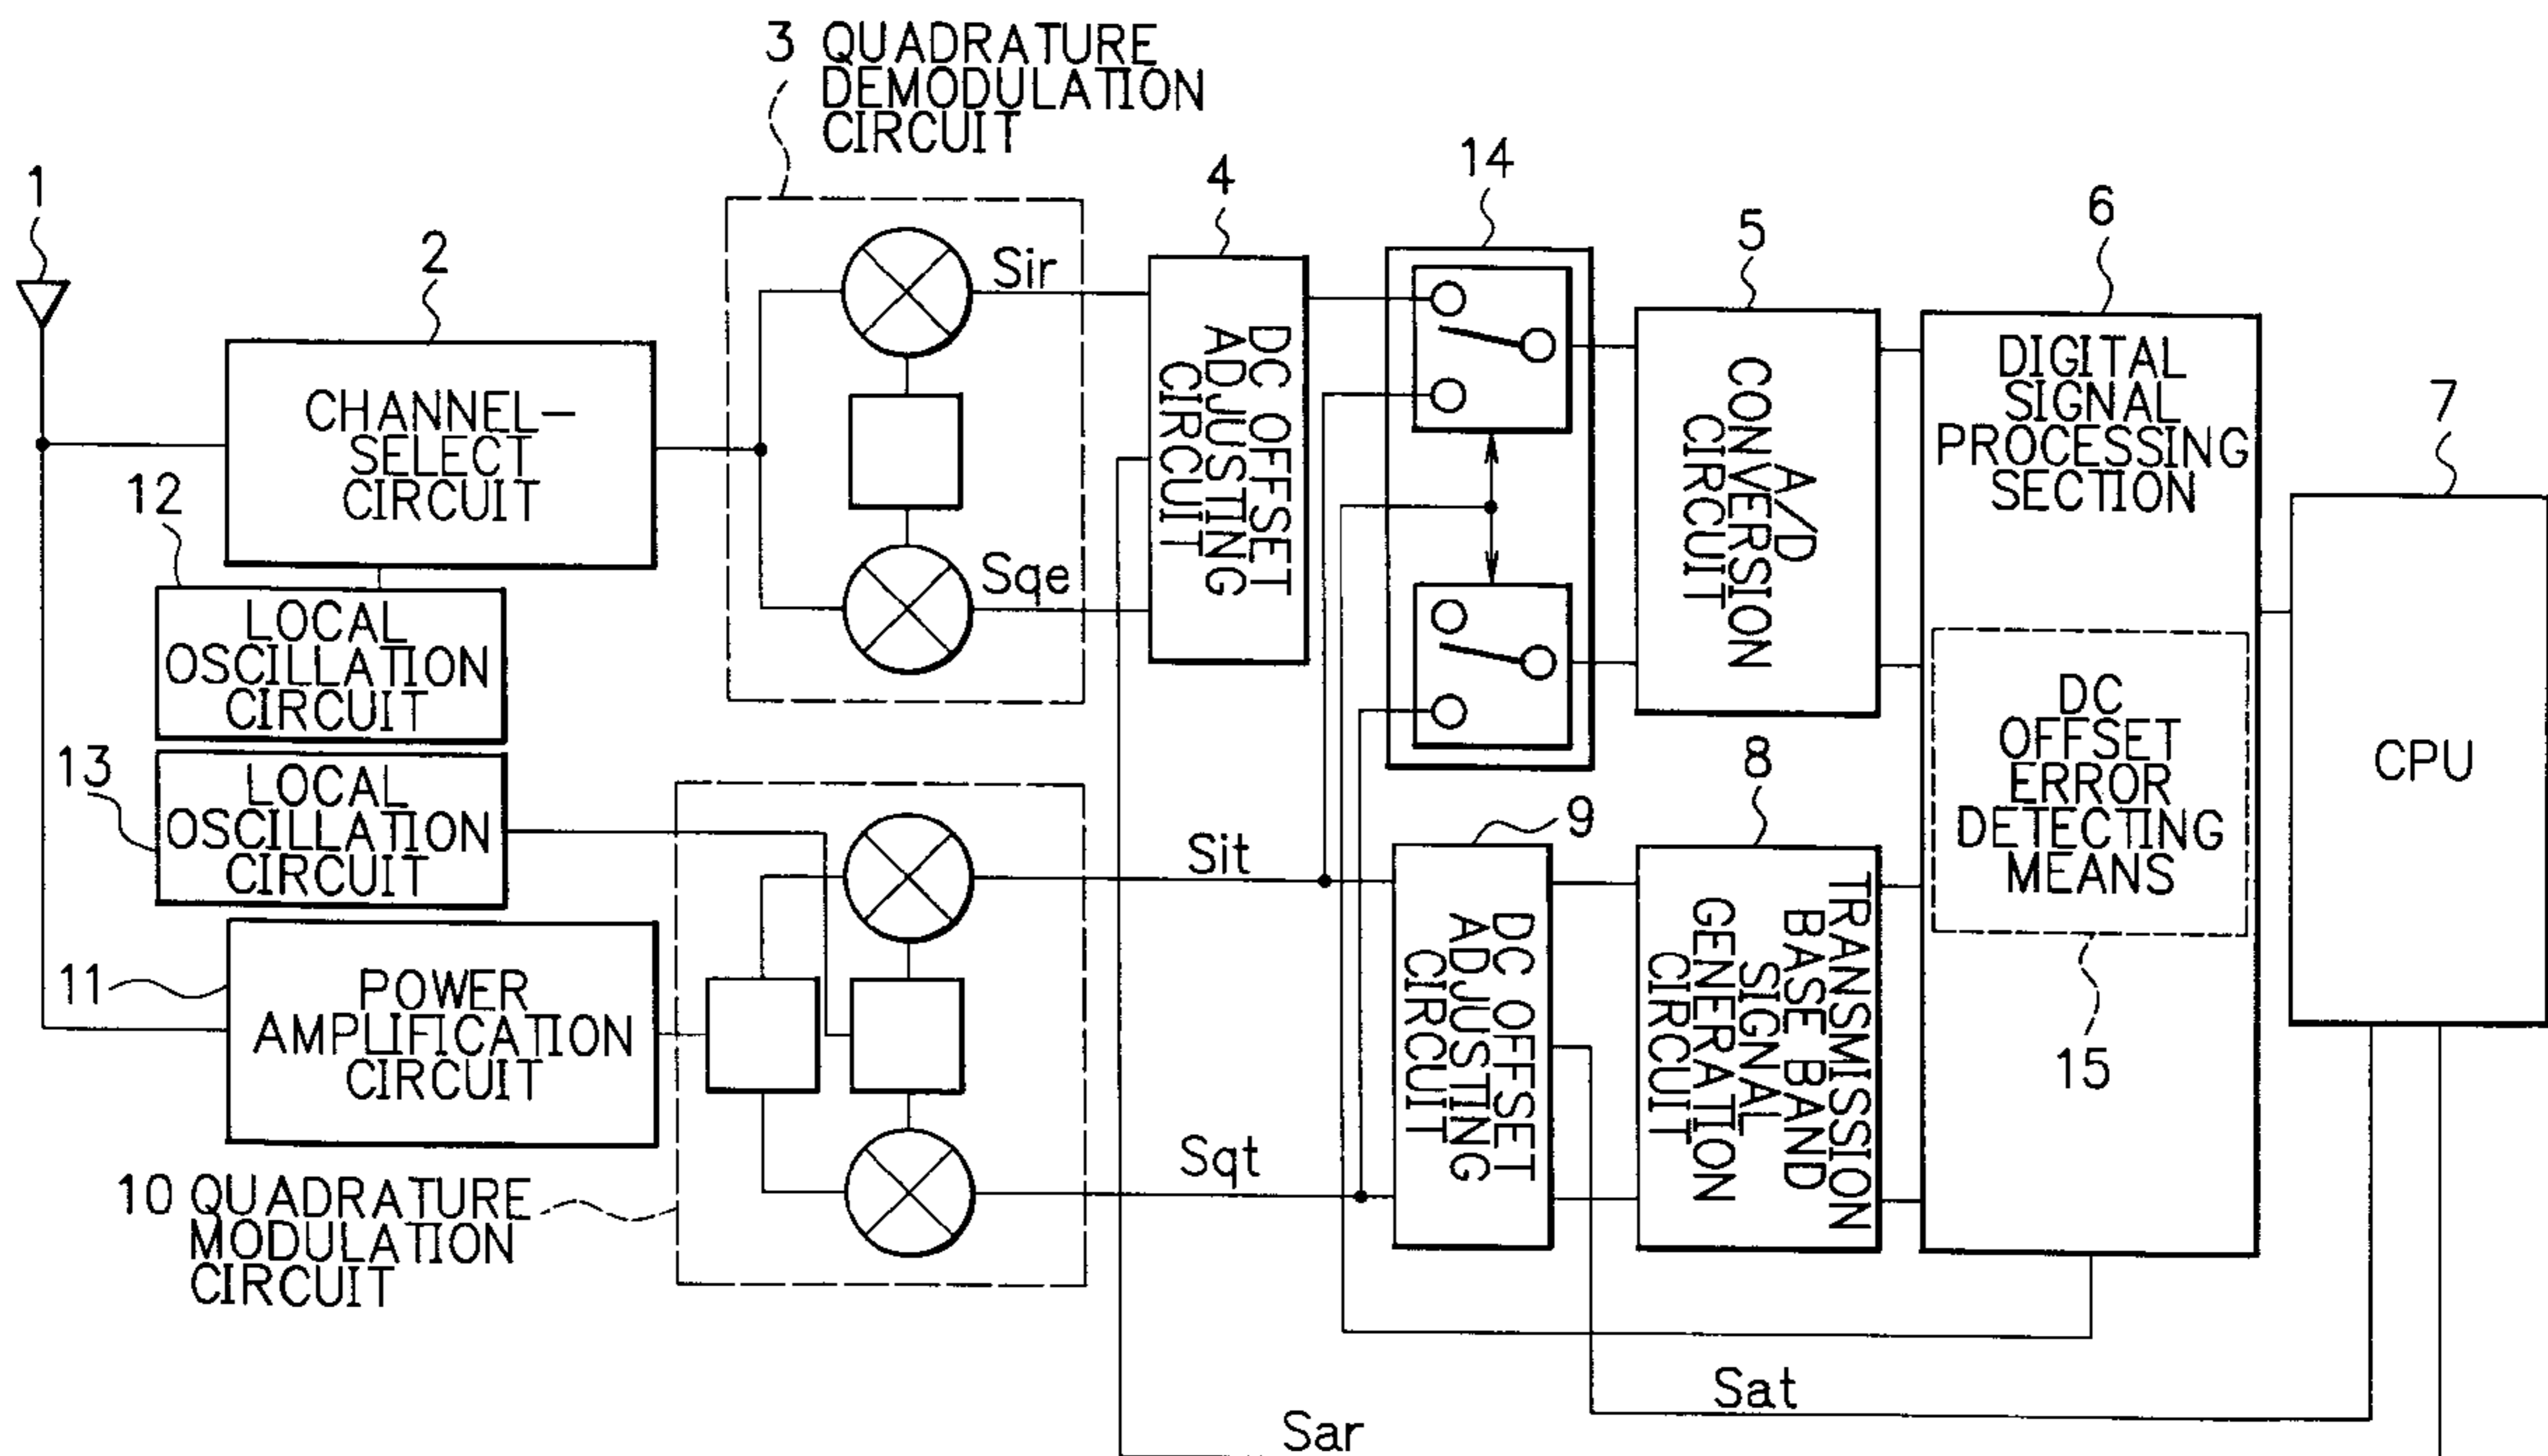 3 QUADRATURE
DEMODULATION
CIRCUIT
1
2
CHANNEL-
SELECT
CIRCUIT
Sir
Sqe
4
DC OFFSET
ADJUSTING
CIRCUIT
14
5
A/D
CONVERSION
CIRCUIT
6
DIGITAL
SIGNAL
PROCESSING
SECTION
7
CPU
12
LOCAL
OSCILLATION
CIRCUIT
13
LOCAL
OSCILLATION
CIRCUIT
DC
OFFSET
ERROR
DETECTING
MEANS
15
11
POWER
AMPLIFICATION
CIRCUIT
Sit
Sqt
9
DC OFFSET
ADJUSTING
CIRCUIT
8
TRANSMISSION
BASE BAND
SIGNAL
GENERATION
CIRCUIT
10 QUADRATURE
MODULATION
CIRCUIT
Sat
Sar